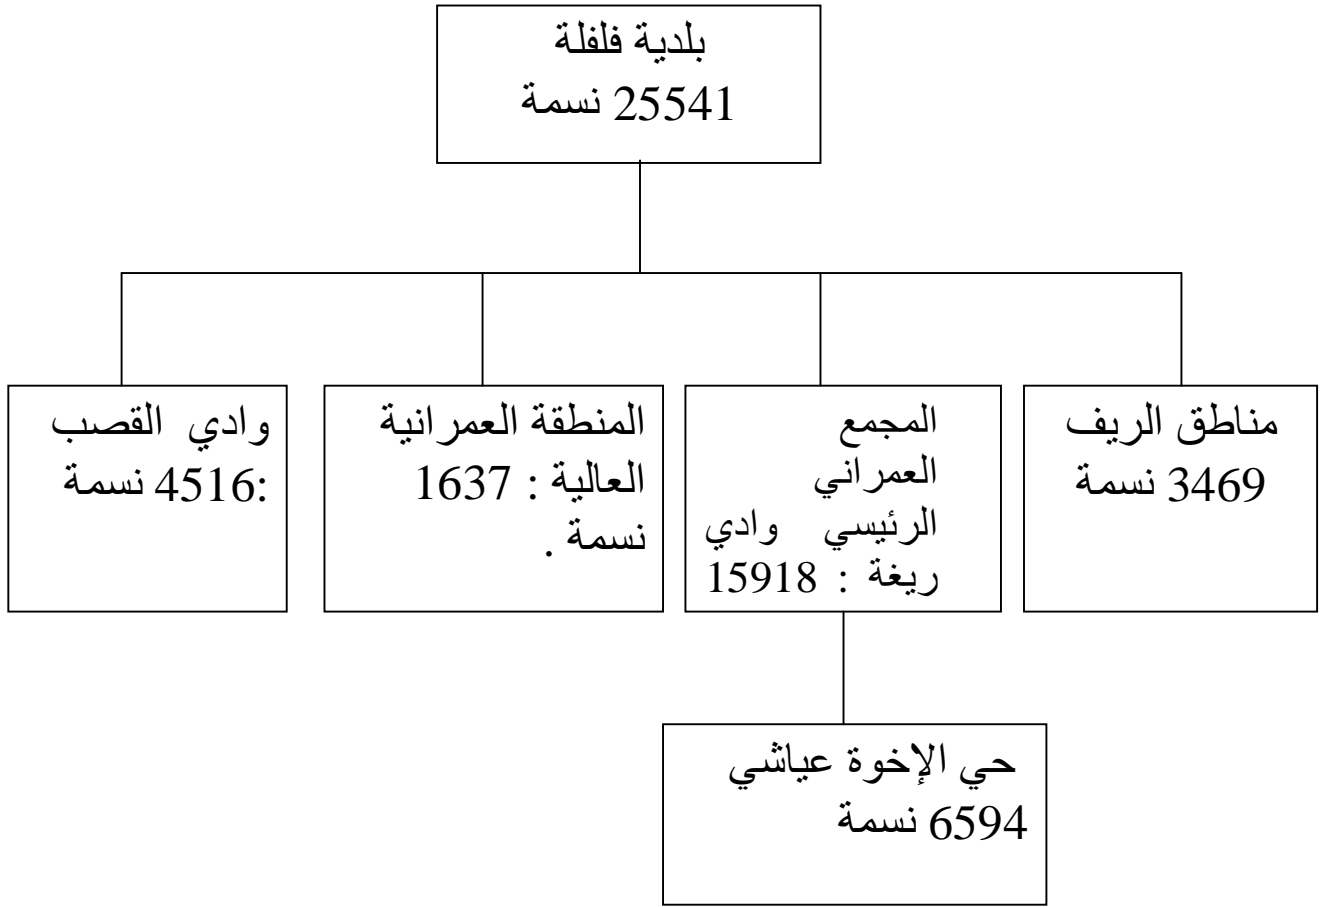 بلدية فلفلة
25541 نسمة
مناطق الريف
3469 نسمة
المجمع
العمراني
الرئيسي وادي
ريغة : 15918
المنطقة العمرانية
العالية : 1637
نسمة .
وادي القصب
:4516 نسمة
حي الإخوة عياشي
6594 نسمة